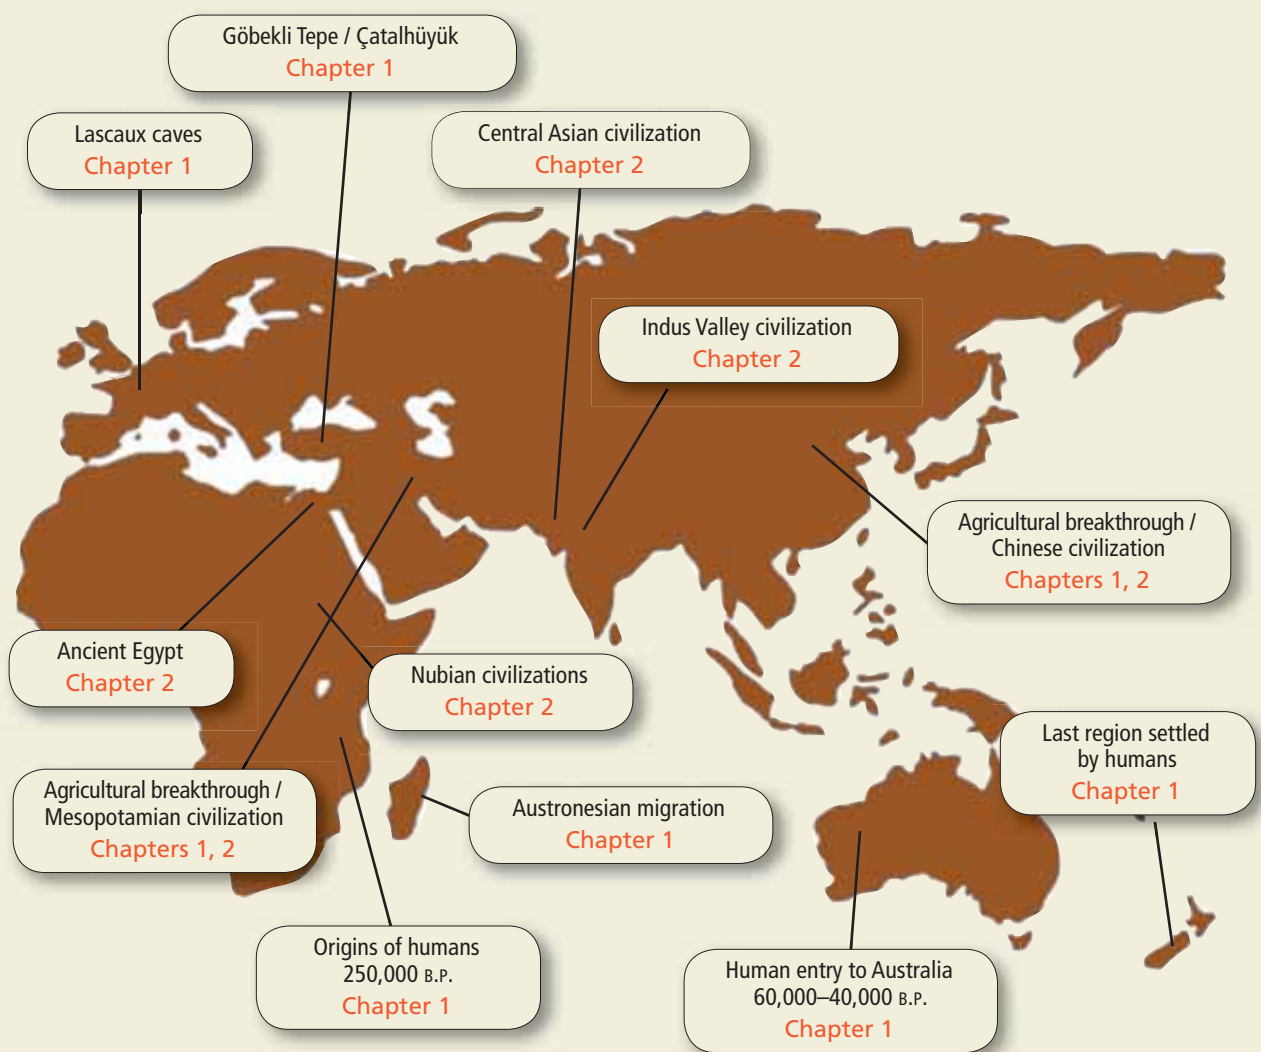 Göbekli Tepe / Çatalhüyük
Chapter 1
Lascaux caves
Chapter 1
Central Asian civilization
Chapter 2
Indus Valley civilization
Chapter 2
Agricultural breakthrough /
Chinese civilization
Chapters 1, 2
Ancient Egypt
Chapter 2
Nubian civilizations
Chapter 2
Last region settled
by humans
Chapter 1
Agricultural breakthrough /
Mesopotamian civilization
Chapters 1, 2
Austronesian migration
Chapter 1
Origins of humans
250,000 B.P.
Chapter 1
Human entry to Australia
60,000–40,000 B.P.
Chapter 1